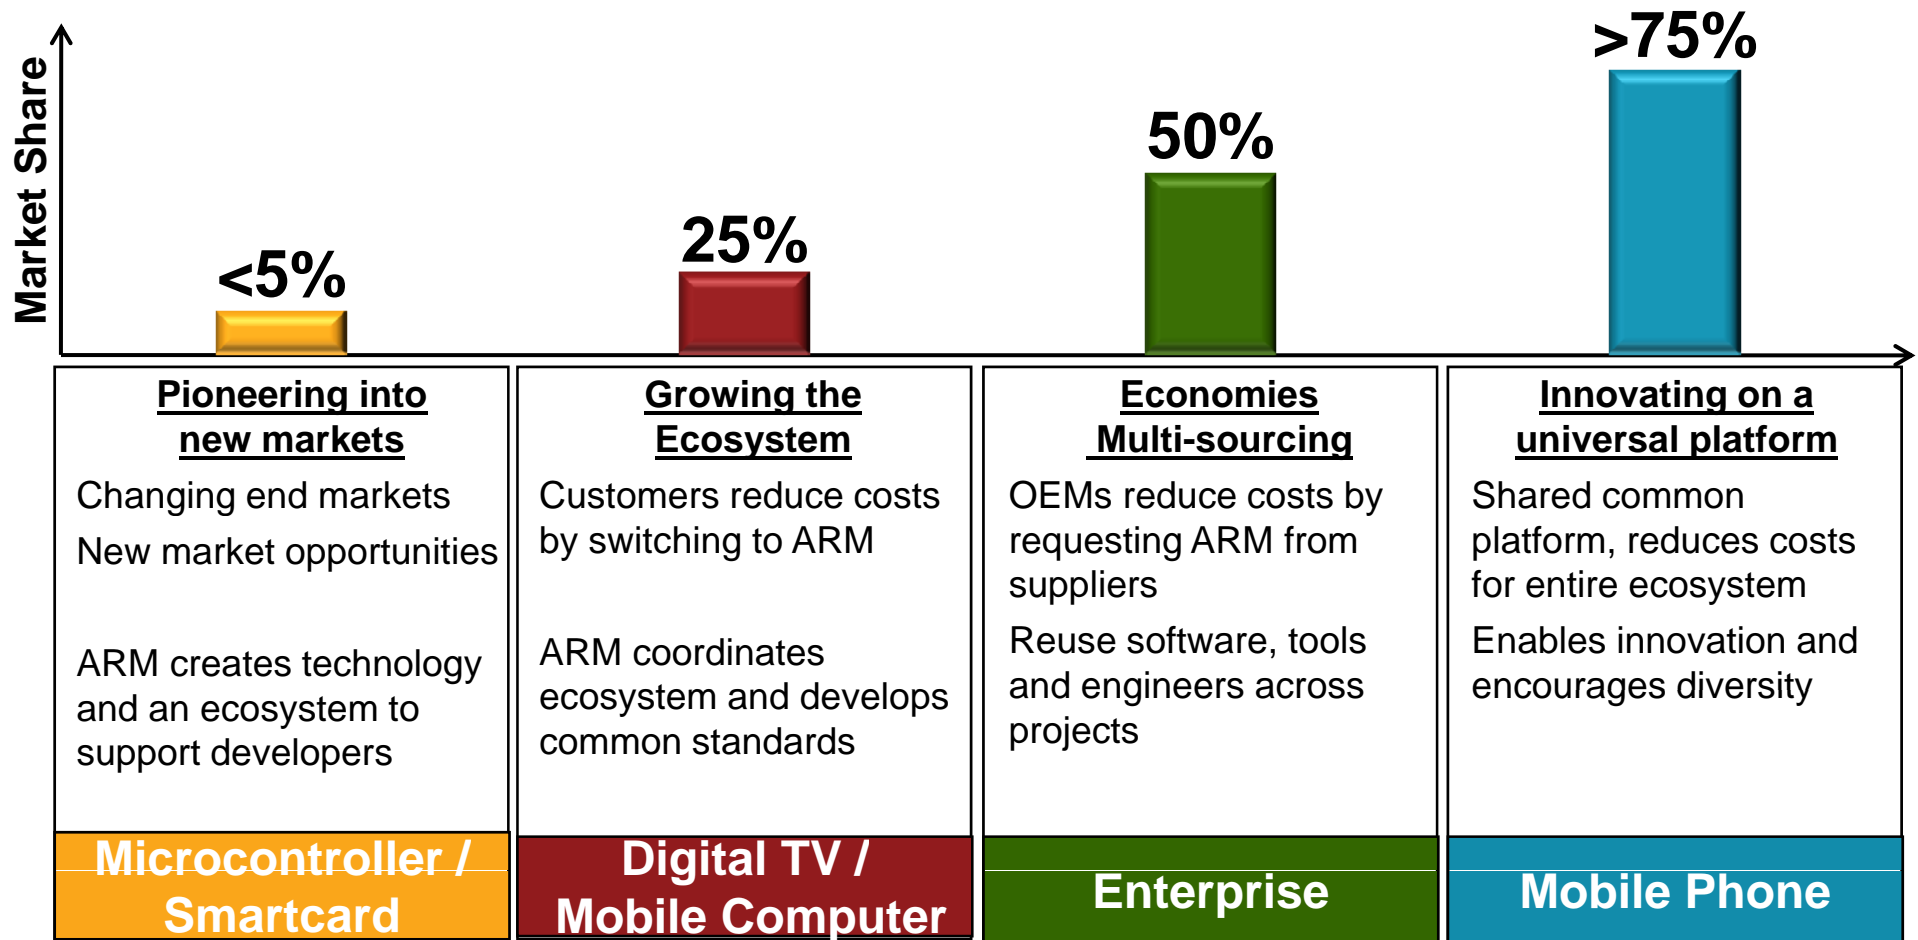 Market Share
<5%
25%
50%
>75%
Pioneering into
new markets
Changing end markets
New market opportunities
ARM creates technology
and an ecosystem to
support developers
Microcontroller /
Smartcard
Growing the
Ecosystem
Customers reduce costs
by switching to ARM
ARM coordinates
ecosystem and develops
common standards
Digital TV /
Mobile Computer
Economies
Multi-sourcing
OEMs reduce costs by
requesting ARM from
suppliers
Reuse software, tools
and engineers across
projects
Enterprise
Innovating on a
universal platform
Shared common
platform, reduces costs
for entire ecosystem
Enables innovation and
encourages diversity
Mobile Phone